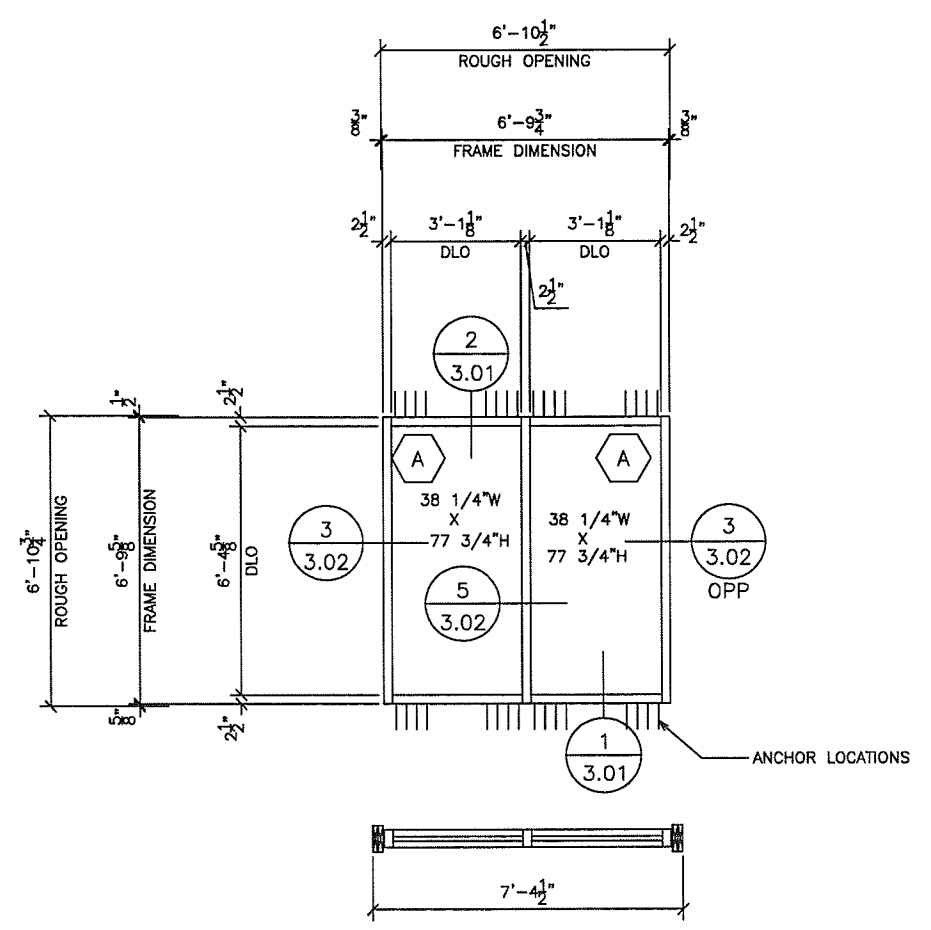 6'-10 1/2"
ROUGH OPENING
3/8"
6'-9 3/4"
3/8"
FRAME DIMENSION
2 1/2"
3'-1 1/8"
3'-1 1/8"
2 1/2"
DLO
DLO
2 1/2"
2
3.01
1/2"
2 1/2"
A
A
38 1/4"W
X
77 3/4"H
38 1/4"W
X
77 3/4"H
3
3.02
3
3.02
OPP
5
3.02
6'-10 3/4"
ROUGH OPENING
6'-9 5/8"
FRAME DIMENSION
6'-4 5/8"
DLO
5/8"
2 1/2"
1
3.01
ANCHOR LOCATIONS
7'-4 1/2"